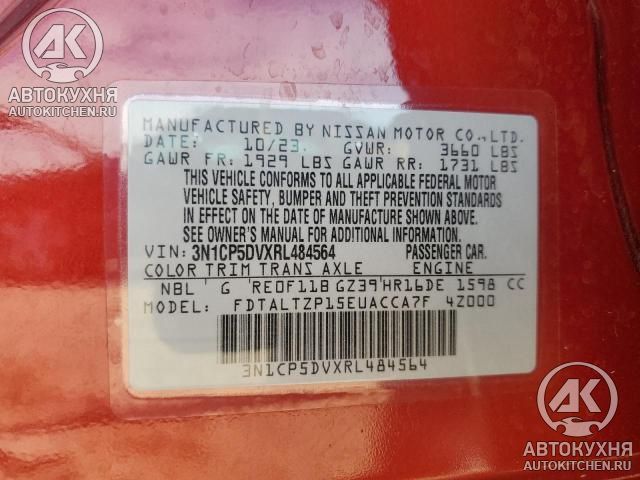 АК
АВТОКУХНЯ
AUTOKITCHEN.RU
MANUFACTURED BY NISSAN MOTOR CO.,LTD.
DATE: 10/23. GVWR: 3660 LBS
GAWR FR: 1929 LBS GAWR RR: 1731 LBS
THIS VEHICLE CONFORMS TO ALL APPLICABLE FEDERAL MOTOR
VEHICLE SAFETY, BUMPER AND THEFT PREVENTION STANDARDS
IN EFFECT ON THE DATE OF MANUFACTURE SHOWN ABOVE.
SEE OWNER'S MANUAL FOR ADDITIONAL INFORMATION.
VIN: 3N1CP5DVXRL484564 PASSENGER CAR.
COLOR TRIM TRANS AXLE ENGINE
NBL G RE0F11B GZ39 HR16DE 1598 CC
MODEL: FDTALTZP15EUACCA7F 4Z000
3N1CP5DVXRL484564
АК
АВТОКУХНЯ
AUTOKITCHEN.RU